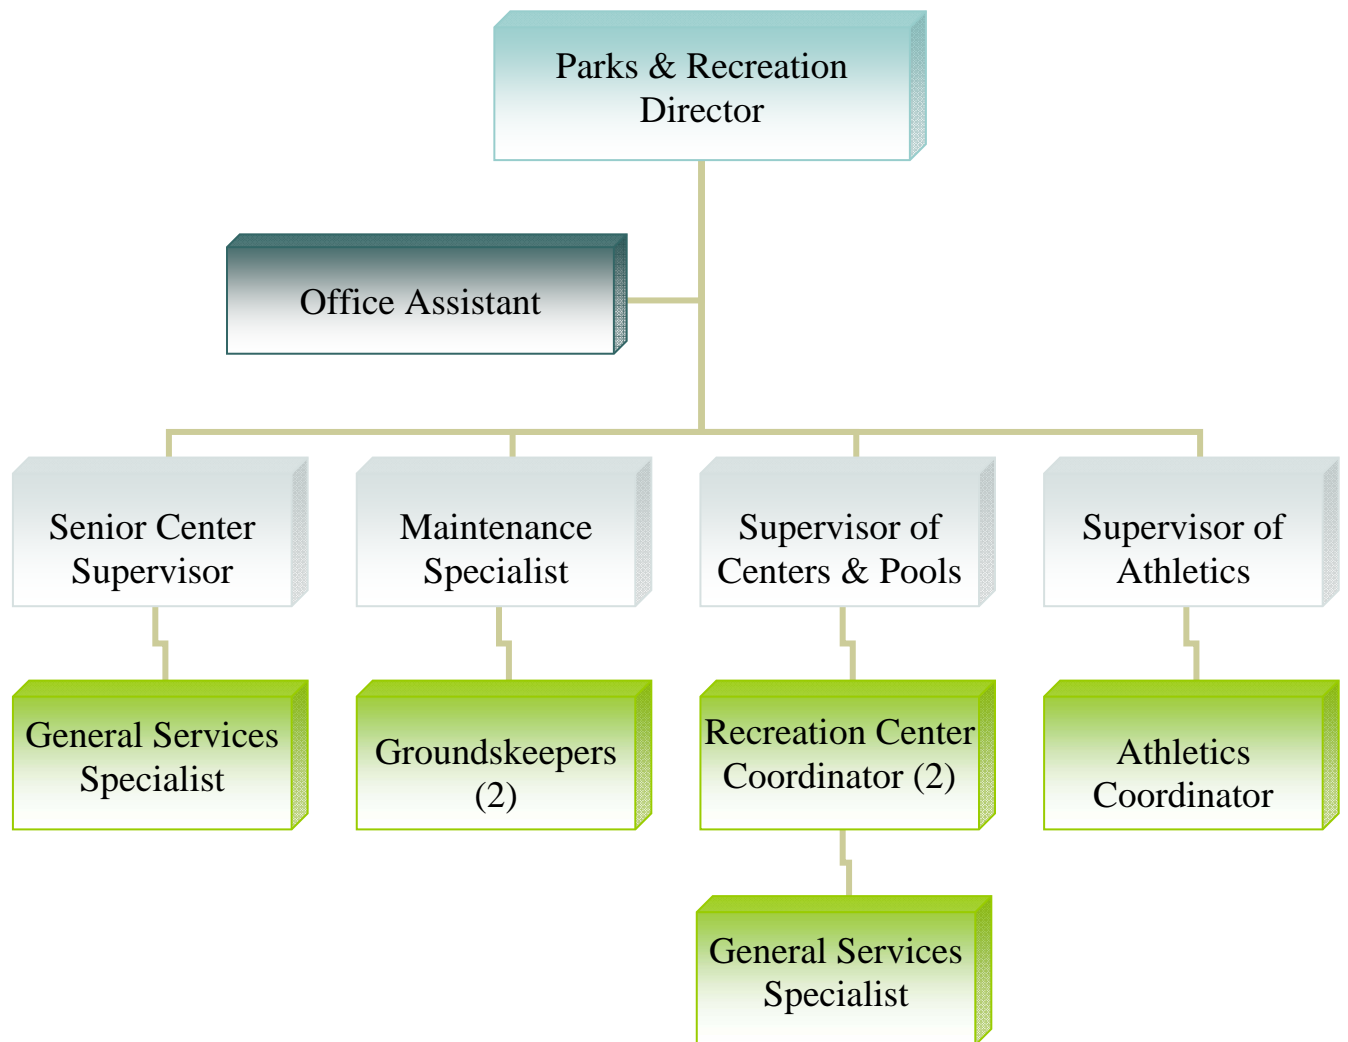 Parks & Recreation
Director
Office Assistant
Senior Center
Supervisor
Maintenance
Specialist
Supervisor of
Centers & Pools
Supervisor of
Athletics
General Services
Specialist
Groundskeepers
(2)
Recreation Center
Coordinator (2)
Athletics
Coordinator
General Services
Specialist